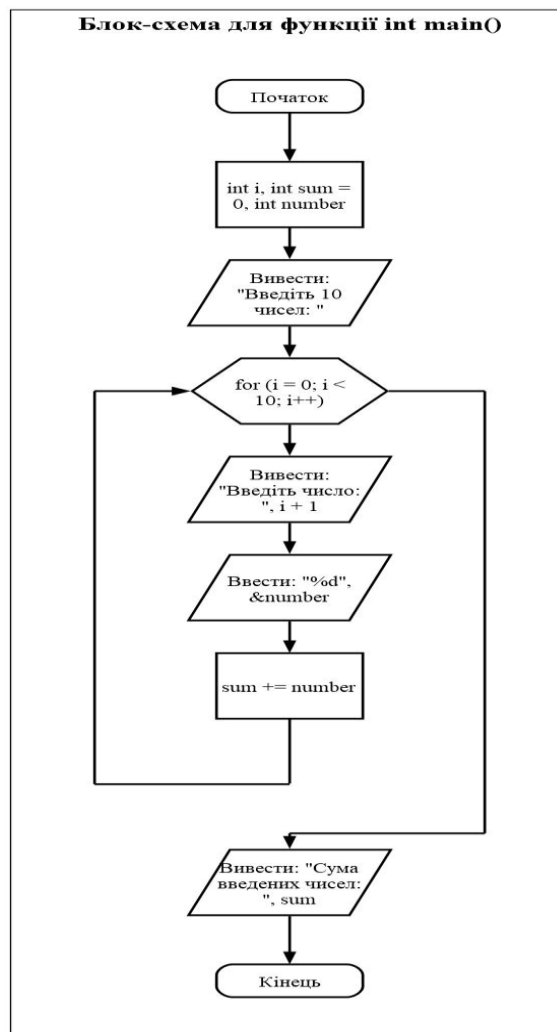 Блок-схема для функції int main()
Початок
int i, int sum =
0, int number
Вивести:
"Введіть 10
чисел: "
for (i = 0; i <
10; i++)
Вивести:
"Введіть число:
", i + 1
Ввести: "%d",
&number
sum += number
Вивести: "Сума
введених чисел:
", sum
Кінець